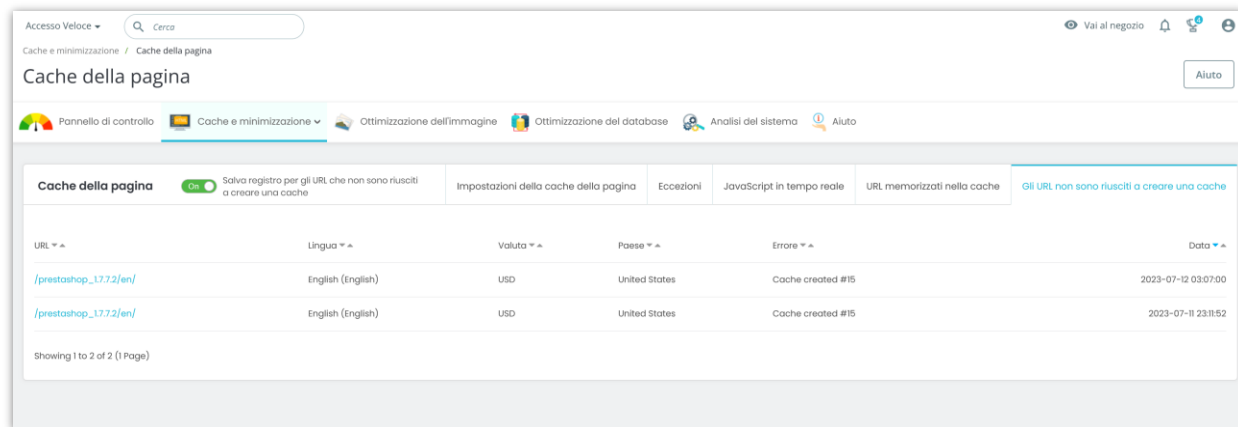 Accesso Veloce
Cerca
Vai al negozio
4
Cache e minimizzazione / Cache della pagina
Cache della pagina
Aiuto
Pannello di controllo
Cache e minimizzazione
Ottimizzazione dell'immagine
Ottimizzazione del database
Analisi del sistema
Aiuto
Cache della pagina
On
Salva registro per gli URL che non sono riusciti
a creare una cache
Impostazioni della cache della pagina
Eccezioni
JavaScript in tempo reale
URL memorizzati nella cache
Gli URL non sono riusciti a creare una cache
URL Lingua Valuta Paese Errore Data
/prestashop_1.7.7.2/en/ English (English) USD United States Cache created #15 2023-07-12 03:07:00
/prestashop_1.7.7.2/en/ English (English) USD United States Cache created #15 2023-07-11 23:11:52
Showing 1 to 2 of 2 (1 Page)